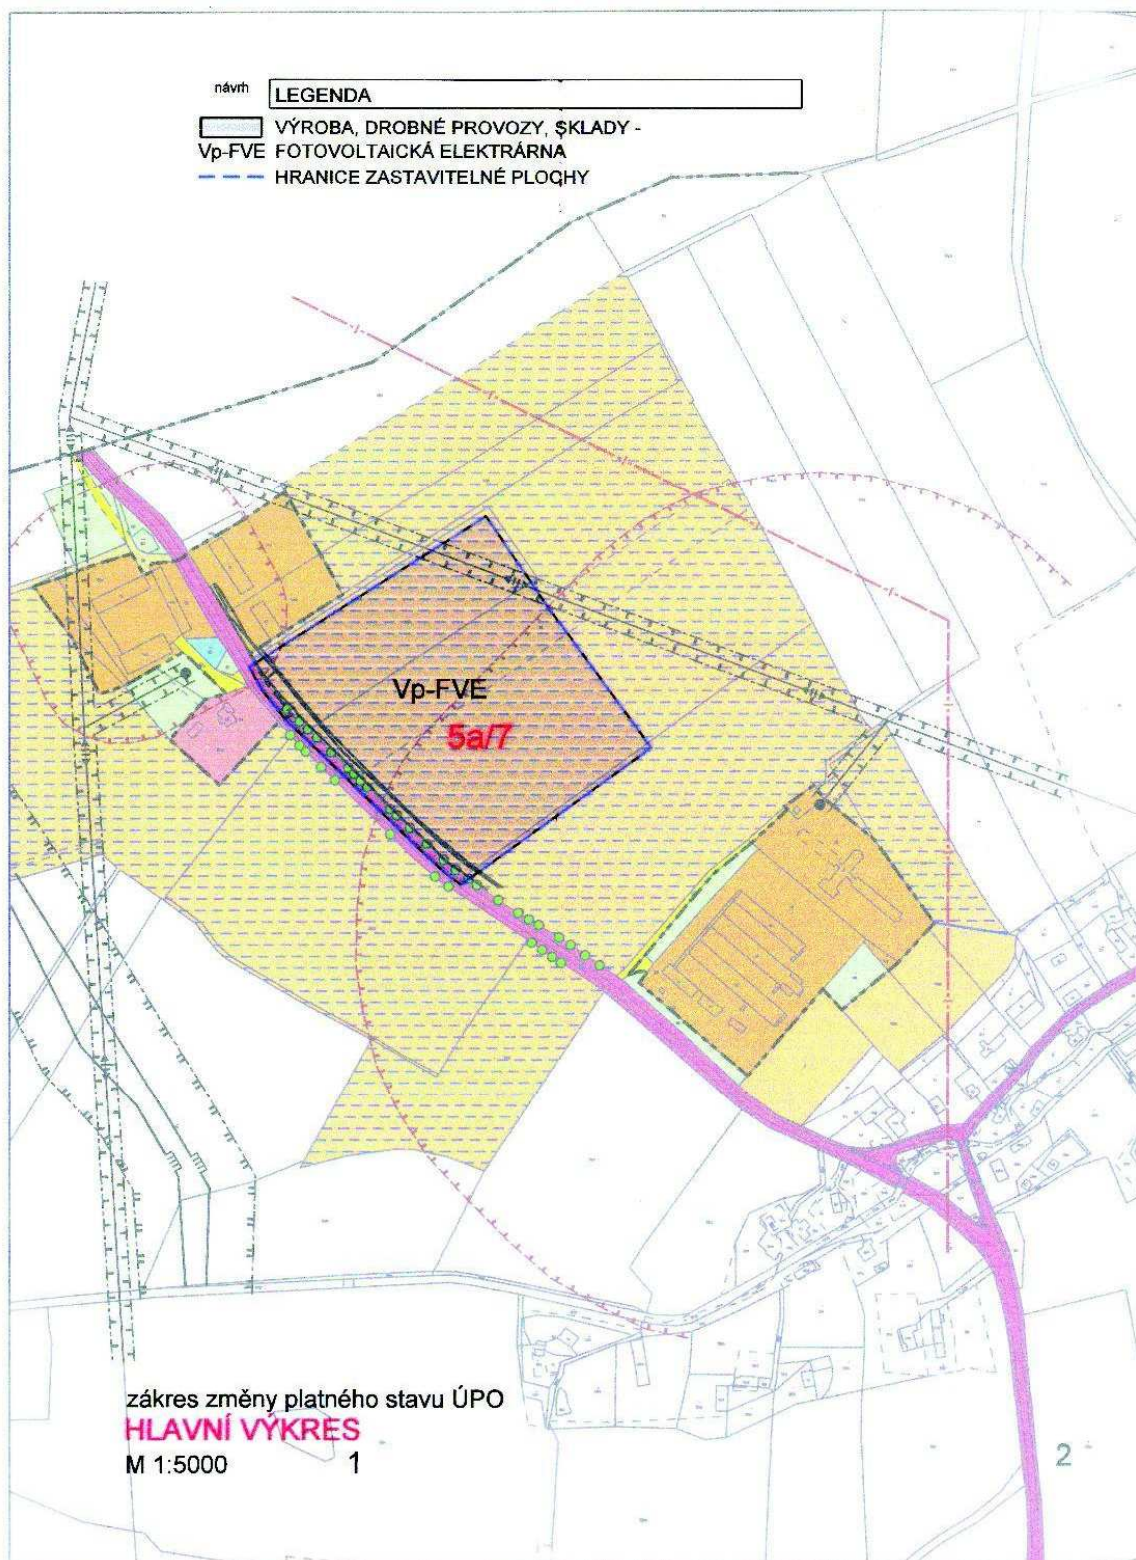 návrh LEGENDA
VÝROBA, DROBNÉ PROVOZY, SKLADY -
Vp-FVE FOTOVOLTAICKÁ ELEKTRÁRNA
HRANICE ZASTAVITELNÉ PLOCHY
Vp-FVE
5a/7
zákres změny platného stavu ÚPO
HLAVNÍ VÝKRES
M 1:5000 1
2